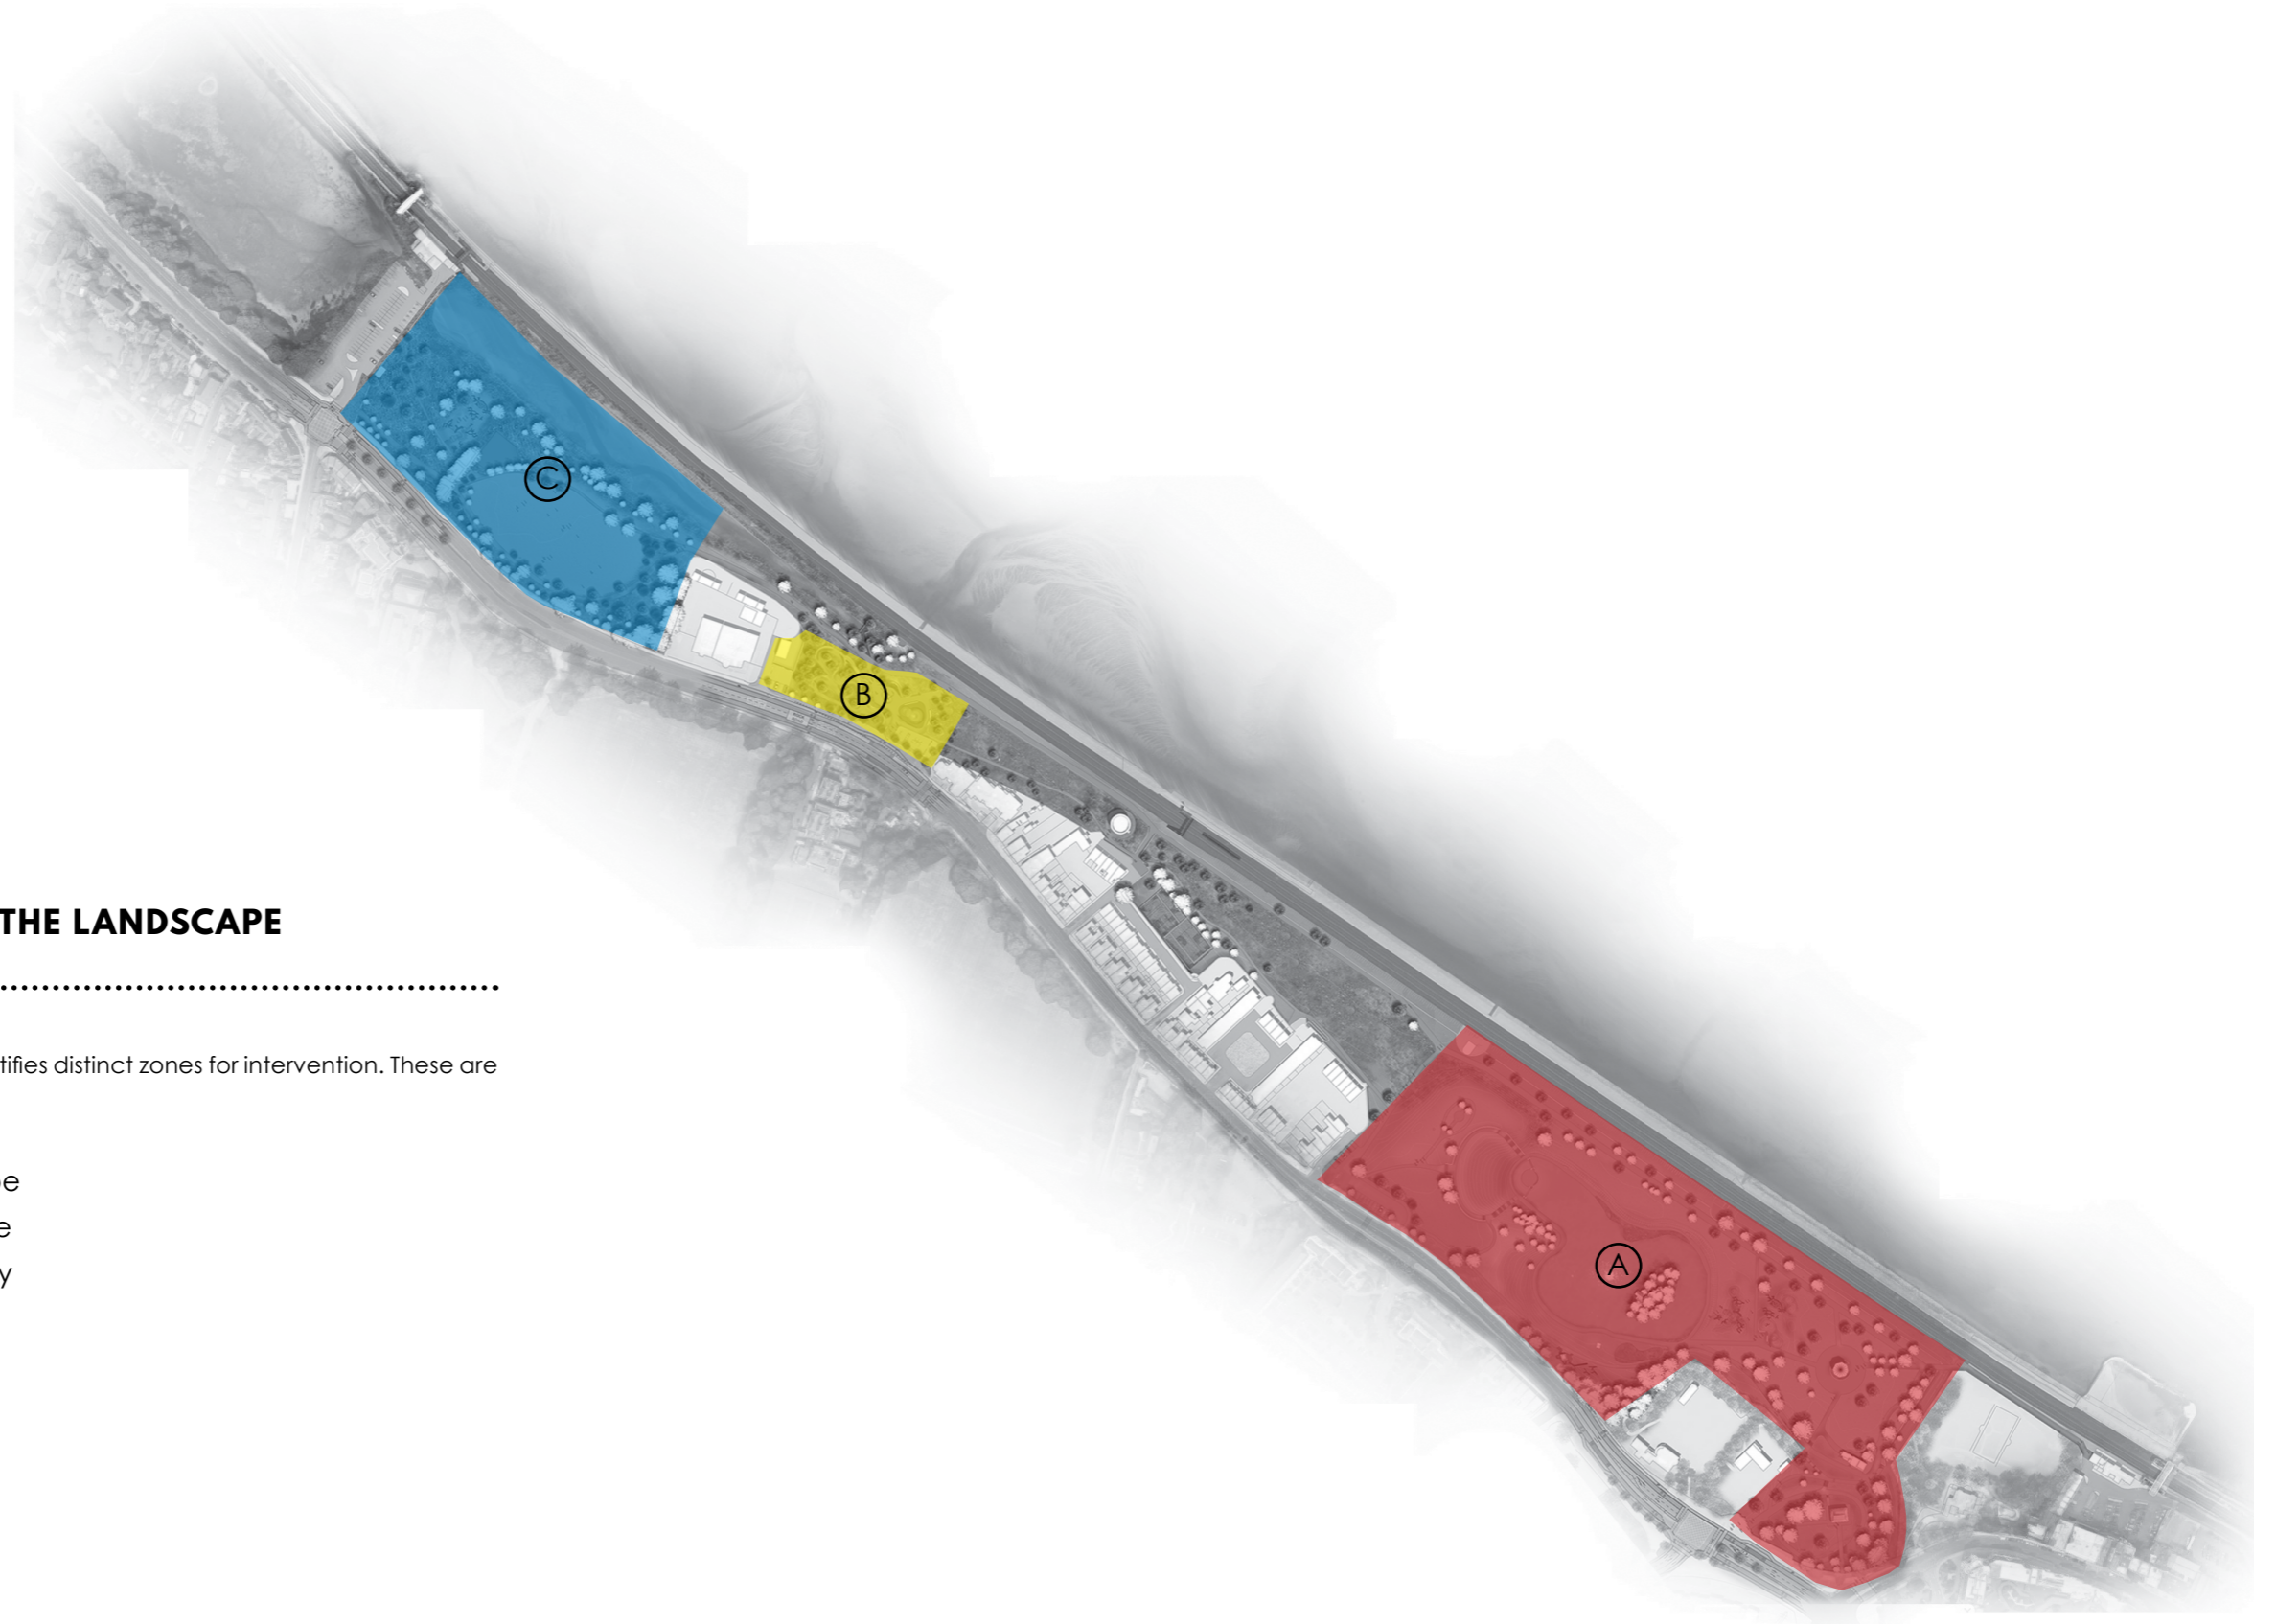 THE LANDSCAPE
tifies distinct zones for intervention. These are
e
e
y
C
B
A